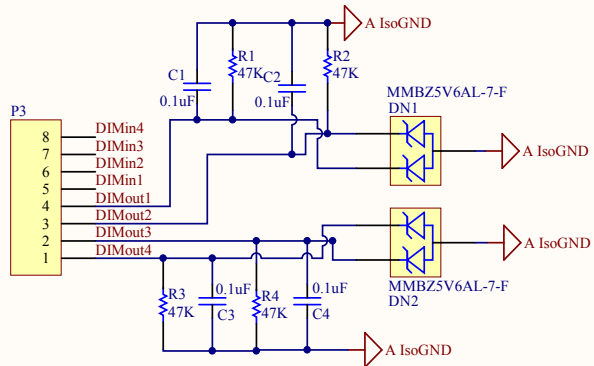 A IsoGND
R1
R2
C1
47K
C2
47K
0.1uF
0.1uF
MMBZ5V6AL-7-F
DN1
P3
8 DIMin4
7 DIMin3
6 DIMin2
5 DIMin1
4 DIMout1
3 DIMout2
2 DIMout3
1 DIMout4
A IsoGND
A IsoGND
MMBZ5V6AL-7-F
DN2
R3
47K
0.1uF
C3
R4
47K
0.1uF
C4
A IsoGND